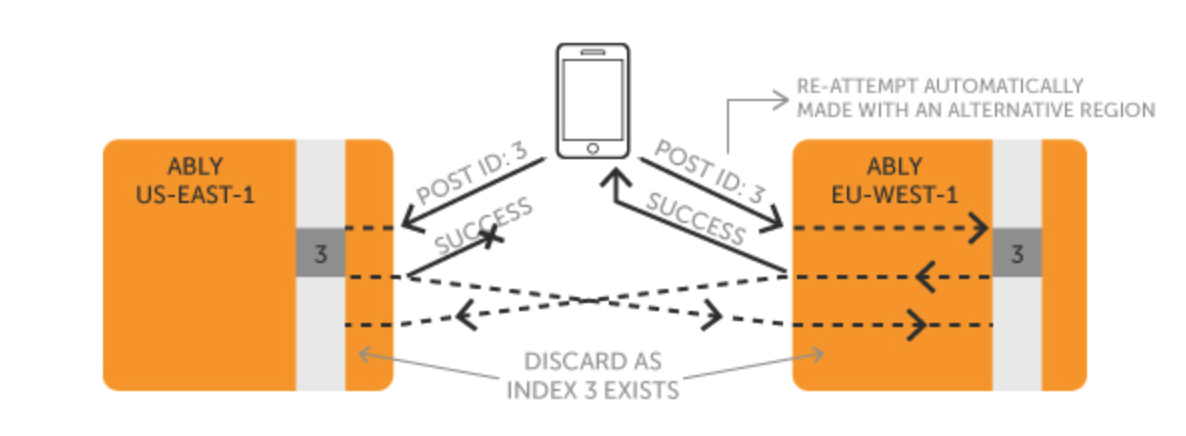 RE-ATTEMPT AUTOMATICALLY
MADE WITH AN ALTERNATIVE REGION
ABLY
US-EAST-1
POST ID: 3
POST ID: 3
ABLY
EU-WEST-1
SUCCESS
SUCCESS
3
3
DISCARD AS
INDEX 3 EXISTS